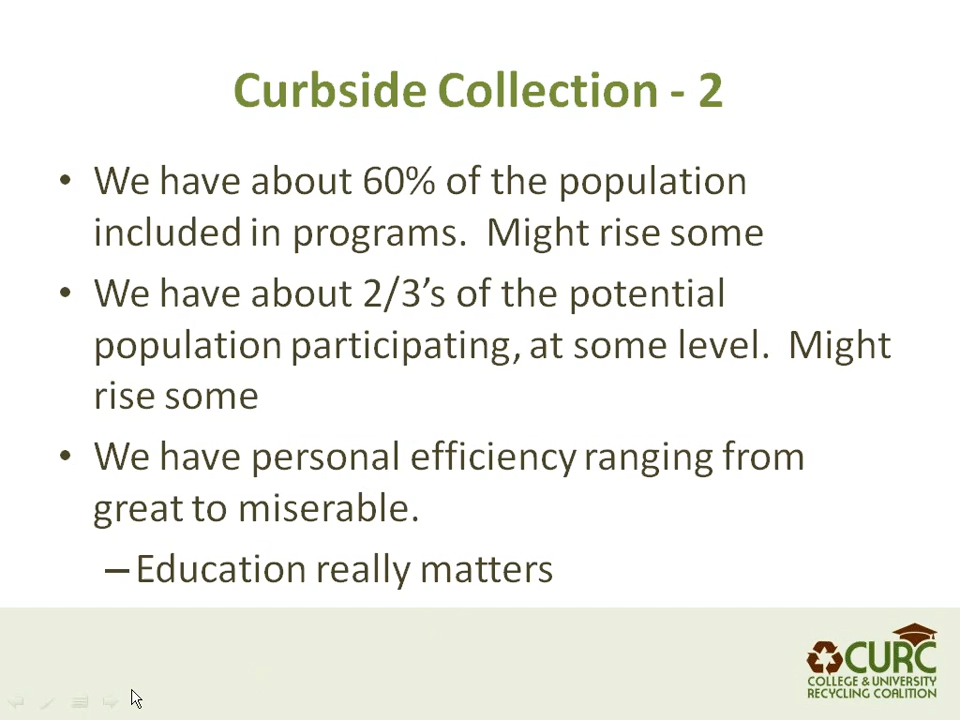 Curbside Collection - 2
• We have about 60% of the population
included in programs.  Might rise some
• We have about 2/3’s of the potential
population participating, at some level.  Might
rise some
• We have personal efficiency ranging from
great to miserable.
– Education really matters
CURC
COLLEGE & UNIVERSITY
RECYCLING COALITION